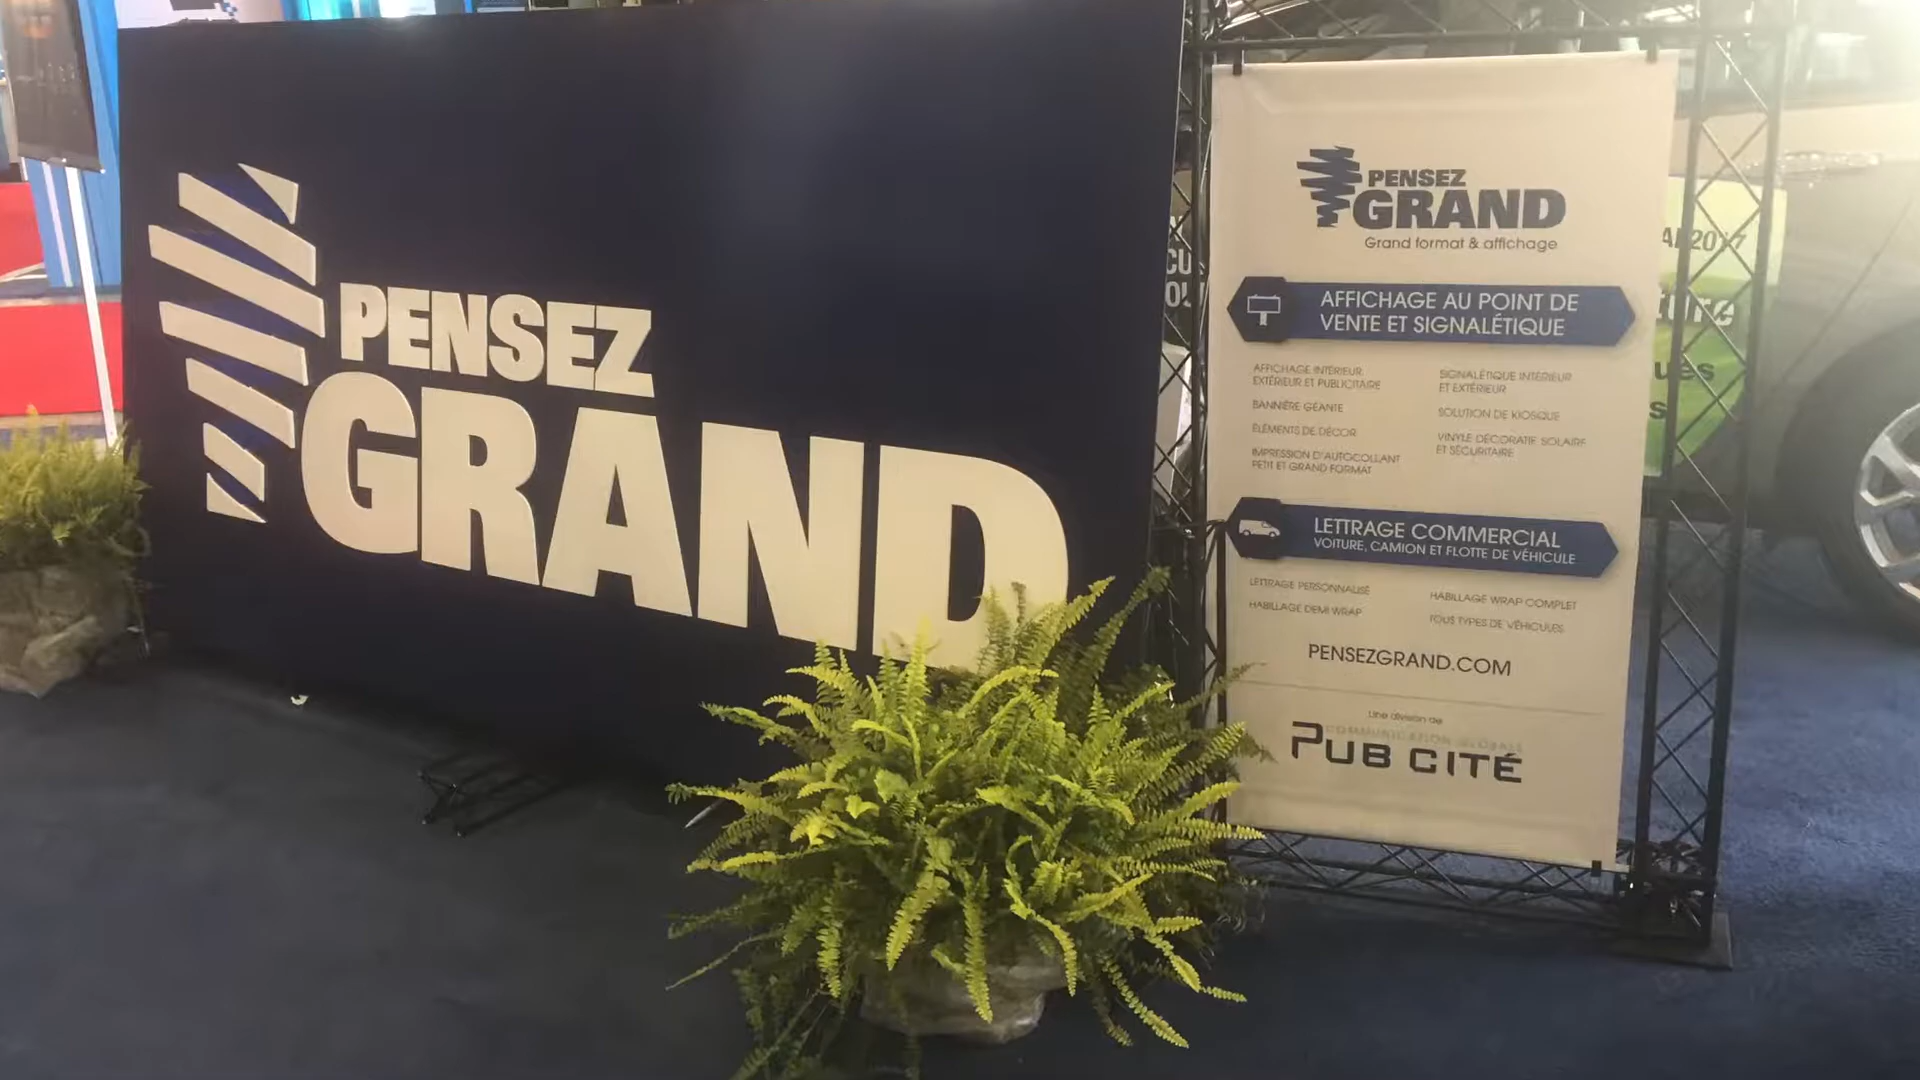 PENSEZ
GRAND
PENSEZ
GRAND
Grand format & affichage
AFFICHAGE AU POINT DE
VENTE ET SIGNALÉTIQUE
AFFICHAGE INTÉRIEUR,
EXTÉRIEUR ET PUBLICITAIRE
BANNIÈRE GÉANTE
ÉLÉMENTS DE DÉCOR
IMPRESSION D'AUTOCOLLANT
PETIT ET GRAND FORMAT
SIGNALÉTIQUE INTÉRIEUR
ET EXTÉRIEUR
SOLUTION DE KIOSQUE
VINYLE DÉCORATIF SOLAIRE
ET SÉCURITAIRE
LETTRAGE COMMERCIAL
VOITURE, CAMION ET FLOTTE DE VÉHICULE
LETTRAGE PERSONNALISÉ
HABILLAGE DEMI WRAP
HABILLAGE WRAP COMPLET
TOUS TYPES DE VÉHICULES
PENSEZGRAND.COM
Une division de
COMMUNICATION GLOBALE
PUB CITÉ
2017